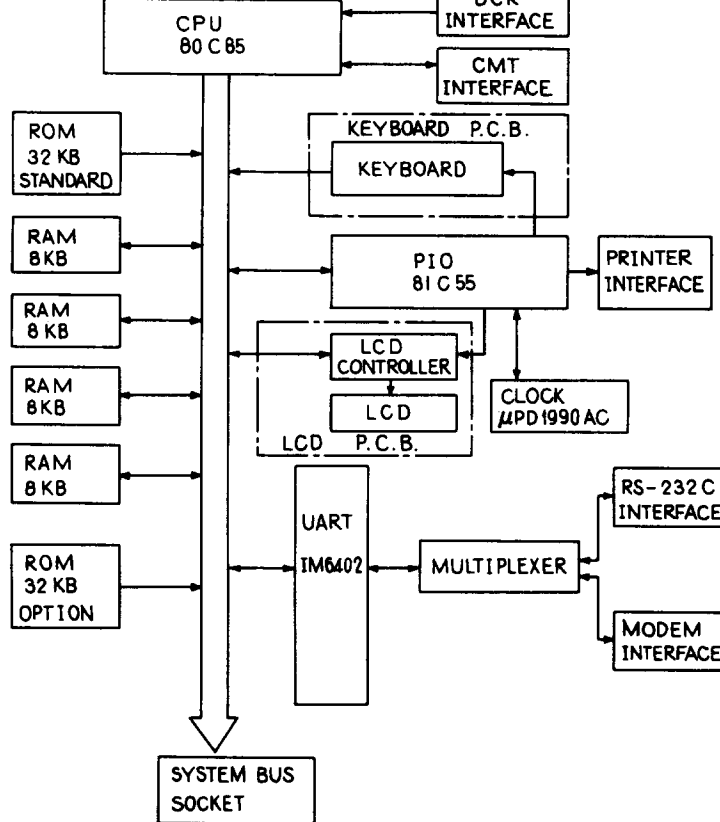 INTERFACE
CPU
80C85
CMT
INTERFACE
ROM
32 KB
STANDARD
KEYBOARD P.C.B.
KEYBOARD
RAM
8KB
PIO
81C55
PRINTER
INTERFACE
RAM
8 KB
LCD
CONTROLLER
LCD
LCD P.C.B.
CLOCK
μPD1990AC
RAM
8KB
RAM
8KB
UART
IM6402
RS-232C
INTERFACE
MULTIPLEXER
ROM
32 KB
OPTION
MODEM
INTERFACE
SYSTEM BUS
SOCKET